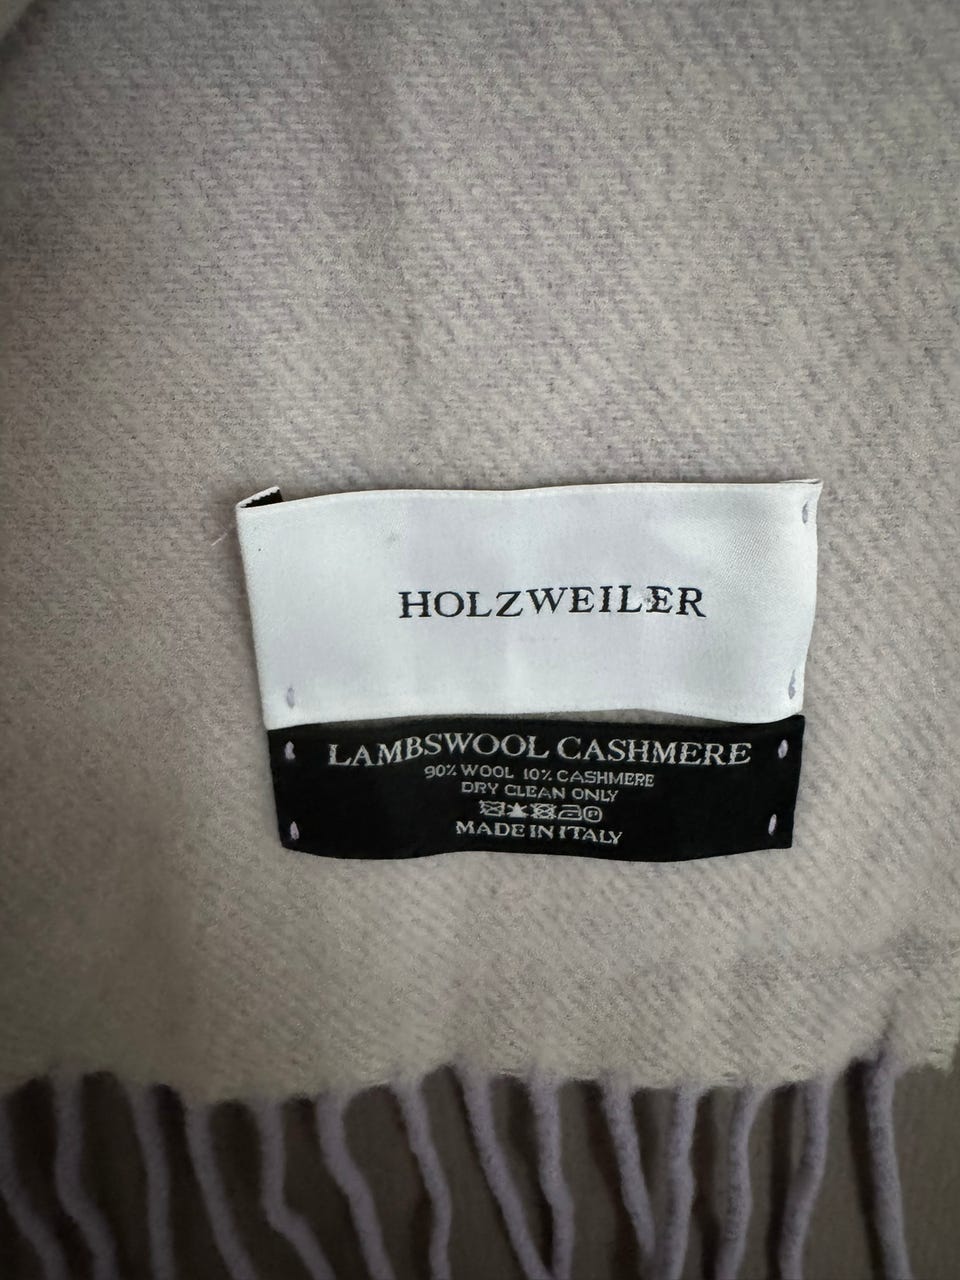 HOLZWEILER
LAMBSWOOL CASHMERE
90% WOOL 10% CASHMERE
DRY CLEAN ONLY
MADE IN ITALY